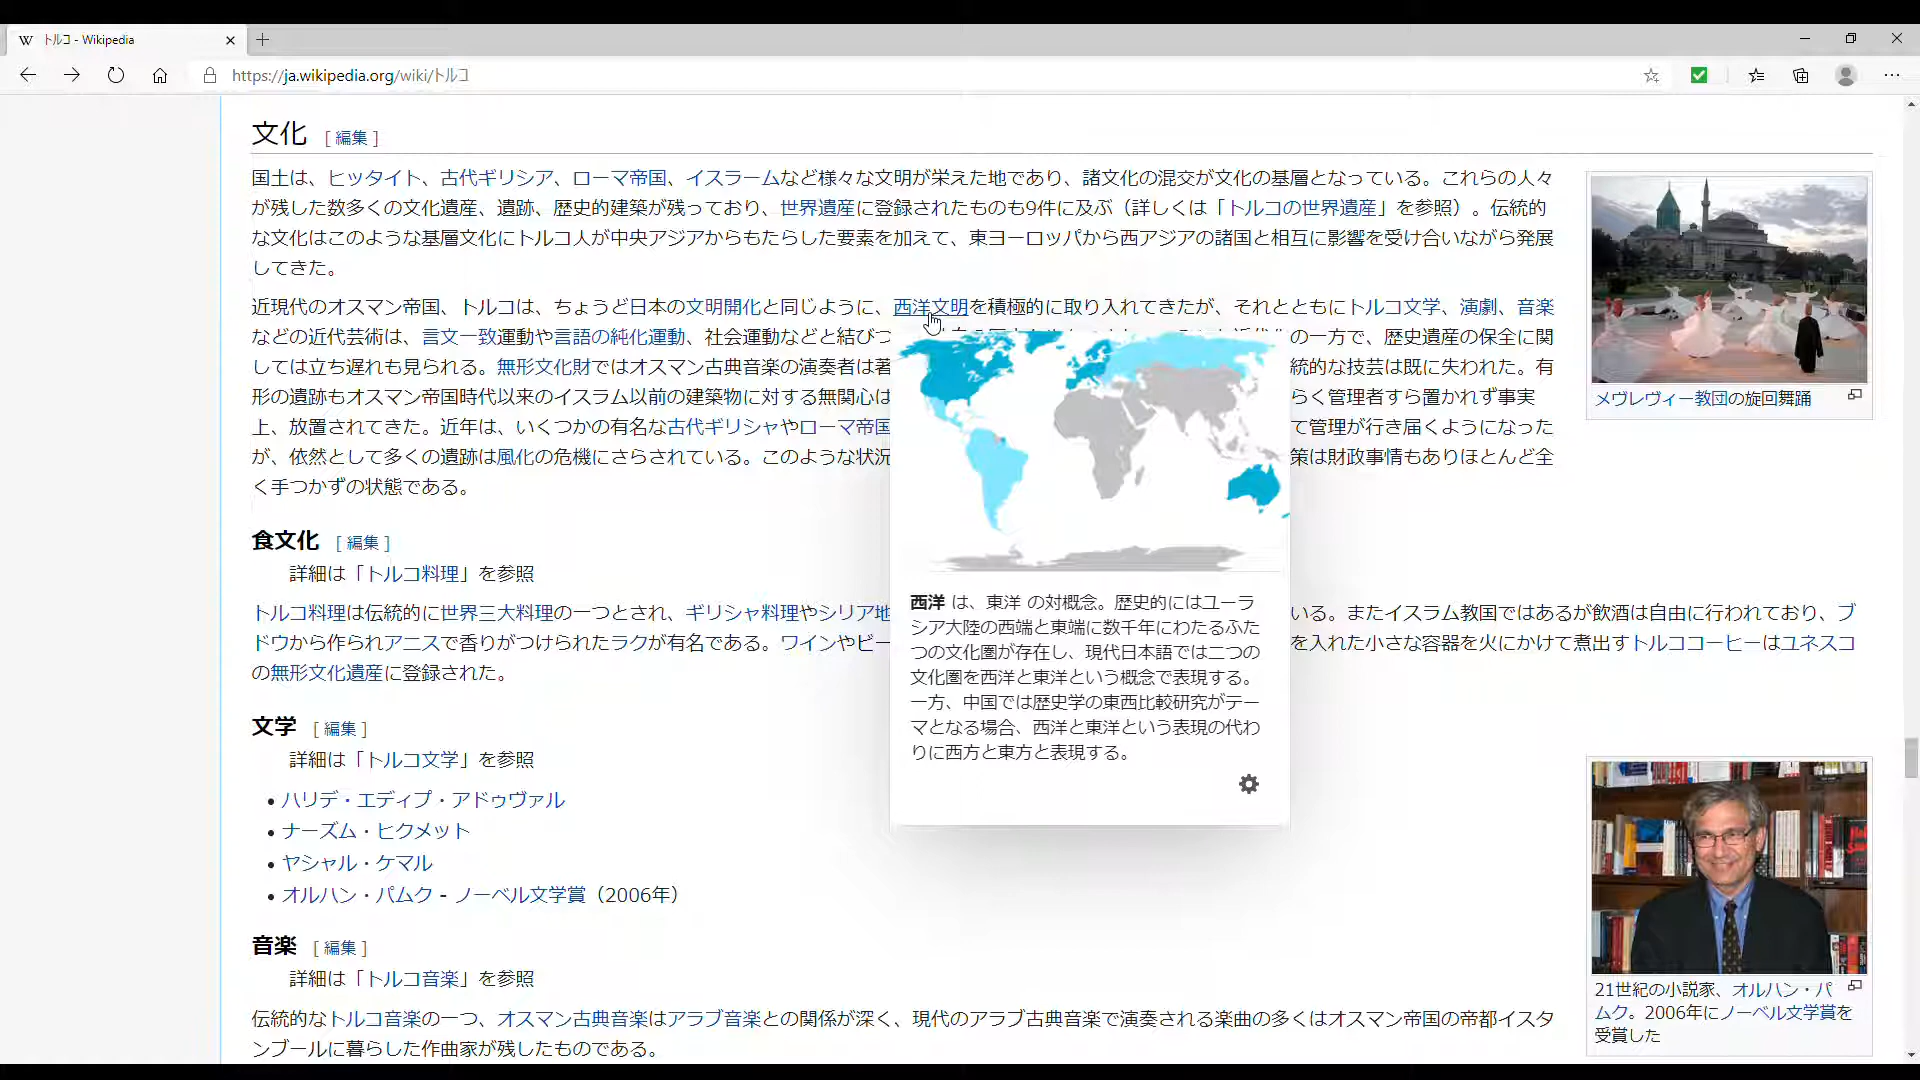 トルコ - Wikipedia
https://ja.wikipedia.org/wiki/トルコ
文化 [ 編集 ]
国土は、ヒッタイト、古代ギリシア、ローマ帝国、イスラームなど様々な文明が栄えた地であり、諸文化の混交が文化の基層となっている。これらの人々
が残した数多くの文化遺産、遺跡、歴史的建築が残っており、世界遺産に登録されたものも9件に及ぶ（詳しくは「トルコの世界遺産」を参照）。伝統的
な文化はこのような基層文化にトルコ人が中央アジアからもたらした要素を加えて、東ヨーロッパから西アジアの諸国と相互に影響を受け合いながら発展
してきた。
メヴレヴィー教団の旋回舞踊
近現代のオスマン帝国、トルコは、ちょうど日本の文明開化と同じように、西洋文明を積極的に取り入れてきたが、それとともにトルコ文学、演劇、音楽
などの近代芸術は、言文一致運動や言語の純化運動、社会運動などと結びつ
の一方で、歴史遺産の保全に関
しては立ち遅れも見られる。無形文化財ではオスマン古典音楽の演奏者は著
統的な技芸は既に失われた。有
形の遺跡もオスマン帝国時代以来のイスラム以前の建築物に対する無関心は
らく管理者すら置かれず事実
上、放置されてきた。近年は、いくつかの有名な古代ギリシャやローマ帝国
て管理が行き届くようになった
が、依然として多くの遺跡は風化の危機にさらされている。このような状況
策は財政事情もありほとんど全
く手つかずの状態である。
西洋 は、東洋 の対概念。歴史的にはユーラ
シア大陸の西端と東端に数千年にわたるふた
つの文化圏が存在し、現代日本語では二つの
文化圏を西洋と東洋という概念で表現する。
一方、中国では歴史学の東西比較研究がテー
マとなる場合、西洋と東洋という表現の代わ
りに西方と東方と表現する。
食文化 [ 編集 ]
詳細は「トルコ料理」を参照
トルコ料理は伝統的に世界三大料理の一つとされ、ギリシャ料理やシリア地
いる。またイスラム教国ではあるが飲酒は自由に行われており、ブ
ドウから作られアニスで香りがつけられたラクが有名である。ワインやビー
を入れた小さな容器を火にかけて煮出すトルココーヒーはユネスコ
の無形文化遺産に登録された。
文学 [ 編集 ]
詳細は「トルコ文学」を参照
• ハリデ・エディプ・アドゥヴァル
• ナーズム・ヒクメット
• ヤシャル・ケマル
• オルハン・パムク - ノーベル文学賞（2006年）
21世紀の小説家、オルハン・パ
ムク。2006年にノーベル文学賞を
受賞した
音楽 [ 編集 ]
詳細は「トルコ音楽」を参照
伝統的なトルコ音楽の一つ、オスマン古典音楽はアラブ音楽との関係が深く、現代のアラブ古典音楽で演奏される楽曲の多くはオスマン帝国の帝都イスタ
ンブールに暮らした作曲家が残したものである。